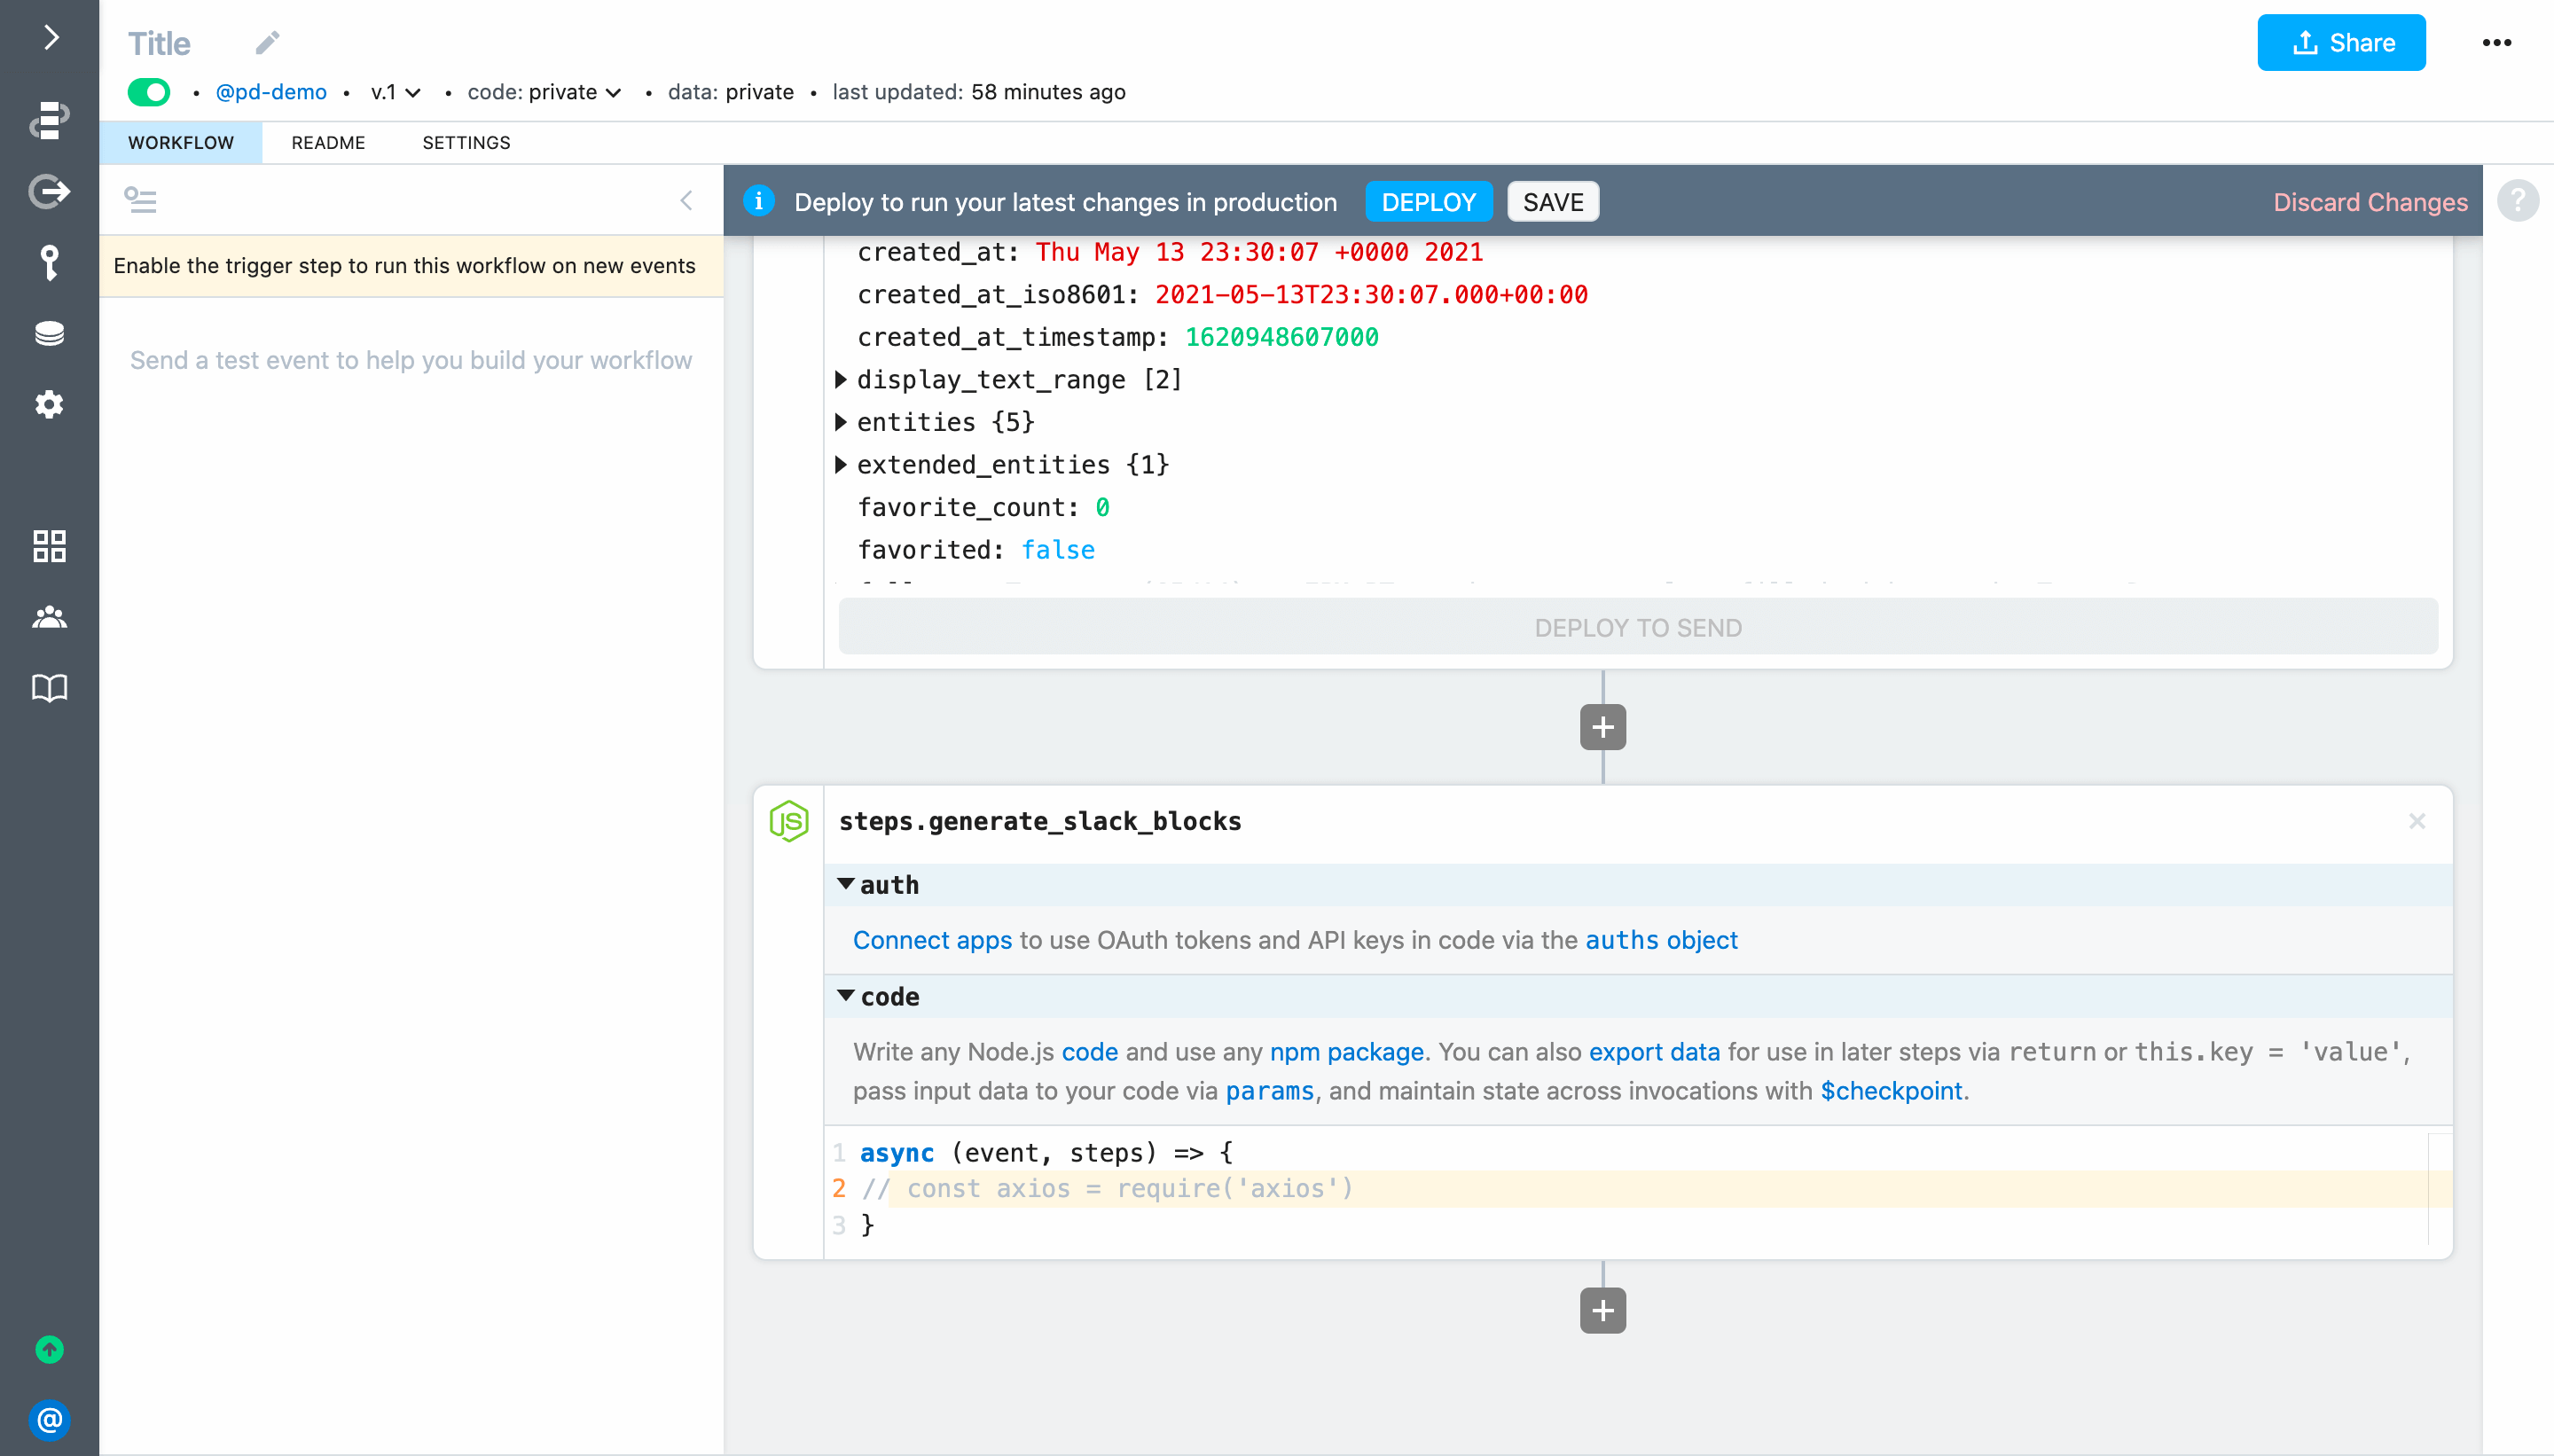 Title
Share
@pd-demo • v.1 • code: private • data: private • last updated: 58 minutes ago
WORKFLOW README SETTINGS
Deploy to run your latest changes in production DEPLOY SAVE Discard Changes
Enable the trigger step to run this workflow on new events
Send a test event to help you build your workflow
created_at: Thu May 13 23:30:07 +0000 2021
created_at_iso8601: 2021-05-13T23:30:07.000+00:00
created_at_timestamp: 1620948607000
display_text_range [2]
entities {5}
extended_entities {1}
favorite_count: 0
favorited: false
DEPLOY TO SEND
steps.generate_slack_blocks
auth
Connect apps to use OAuth tokens and API keys in code via the auths object
code
Write any Node.js code and use any npm package. You can also export data for use in later steps via return or this.key = 'value',
pass input data to your code via params, and maintain state across invocations with $checkpoint.
1 async (event, steps) => {
2 // const axios = require('axios')
3 }